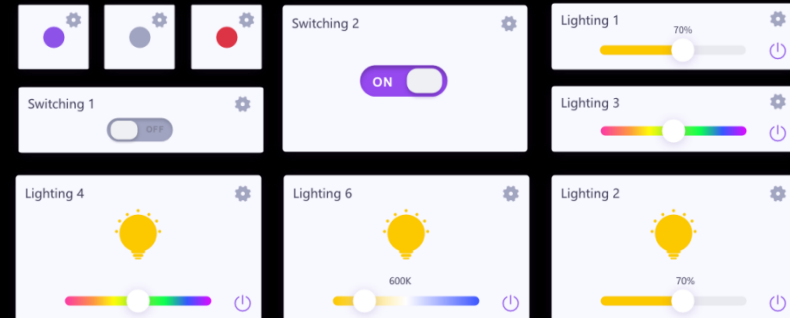 Switching 2
Lighting 1
70%
ON
Switching 1
OFF
Lighting 3
Lighting 4
Lighting 6
600K
Lighting 2
70%